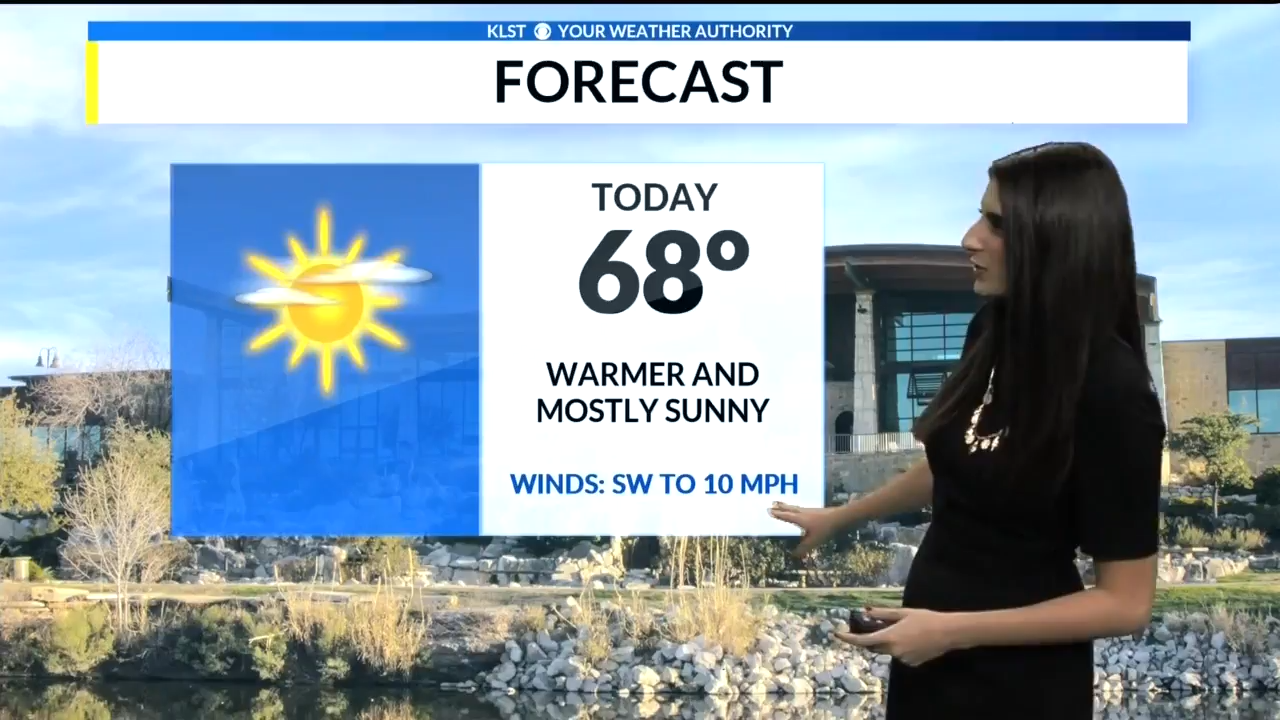 KLST YOUR WEATHER AUTHORITY
FORECAST
TODAY
68°
WARMER AND
MOSTLY SUNNY
WINDS: SW TO 10 MPH